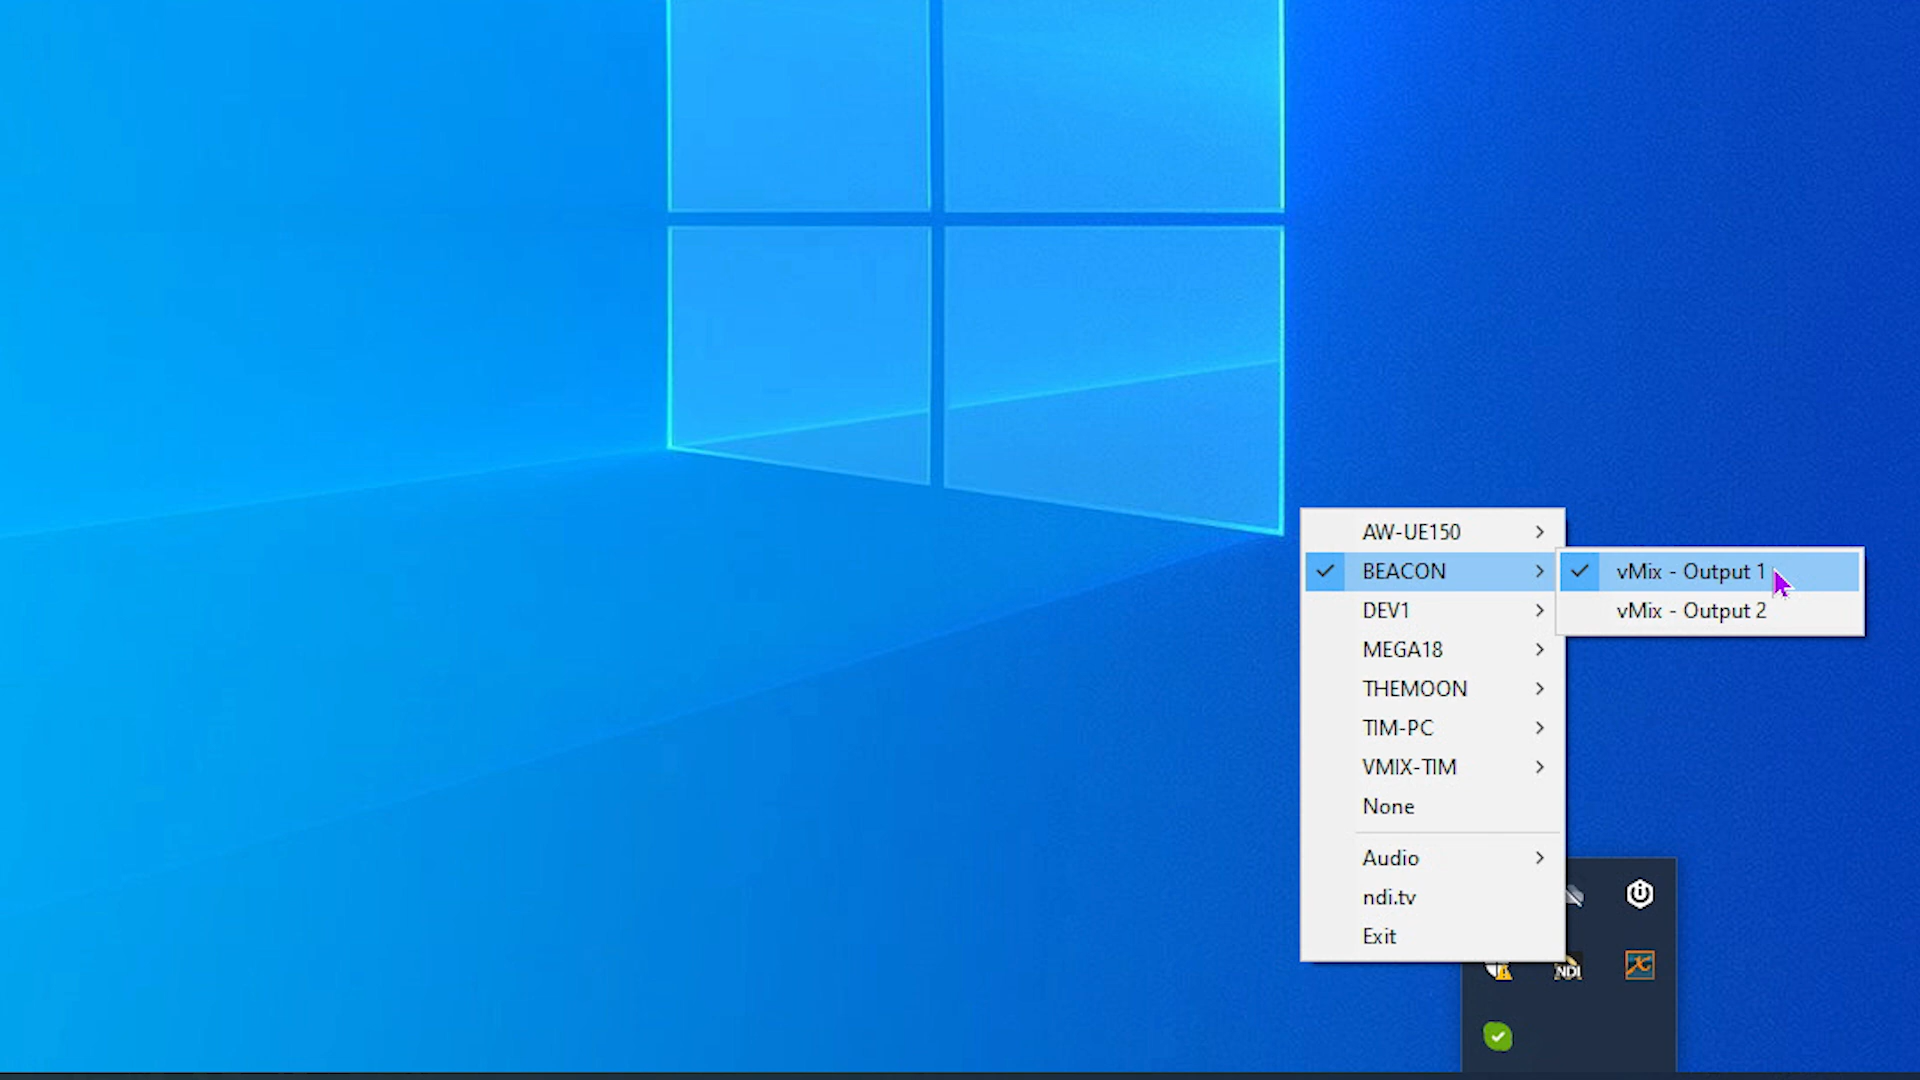 AW-UE150
BEACON
vMix - Output 1
DEV1
vMix - Output 2
MEGA18
THEMOON
TIM-PC
VMIX-TIM
None
Audio
ndi.tv
Exit
NDI